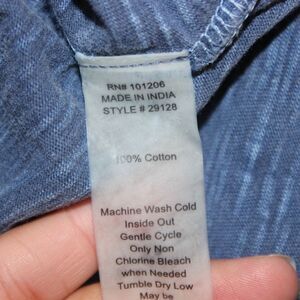 RN# 101206
MADE IN INDIA
STYLE # 29128
100% Cotton
Machine Wash Cold
Inside Out
Gentle Cycle
Only Non
Chlorine Bleach
when Needed
Tumble Dry Low
May be